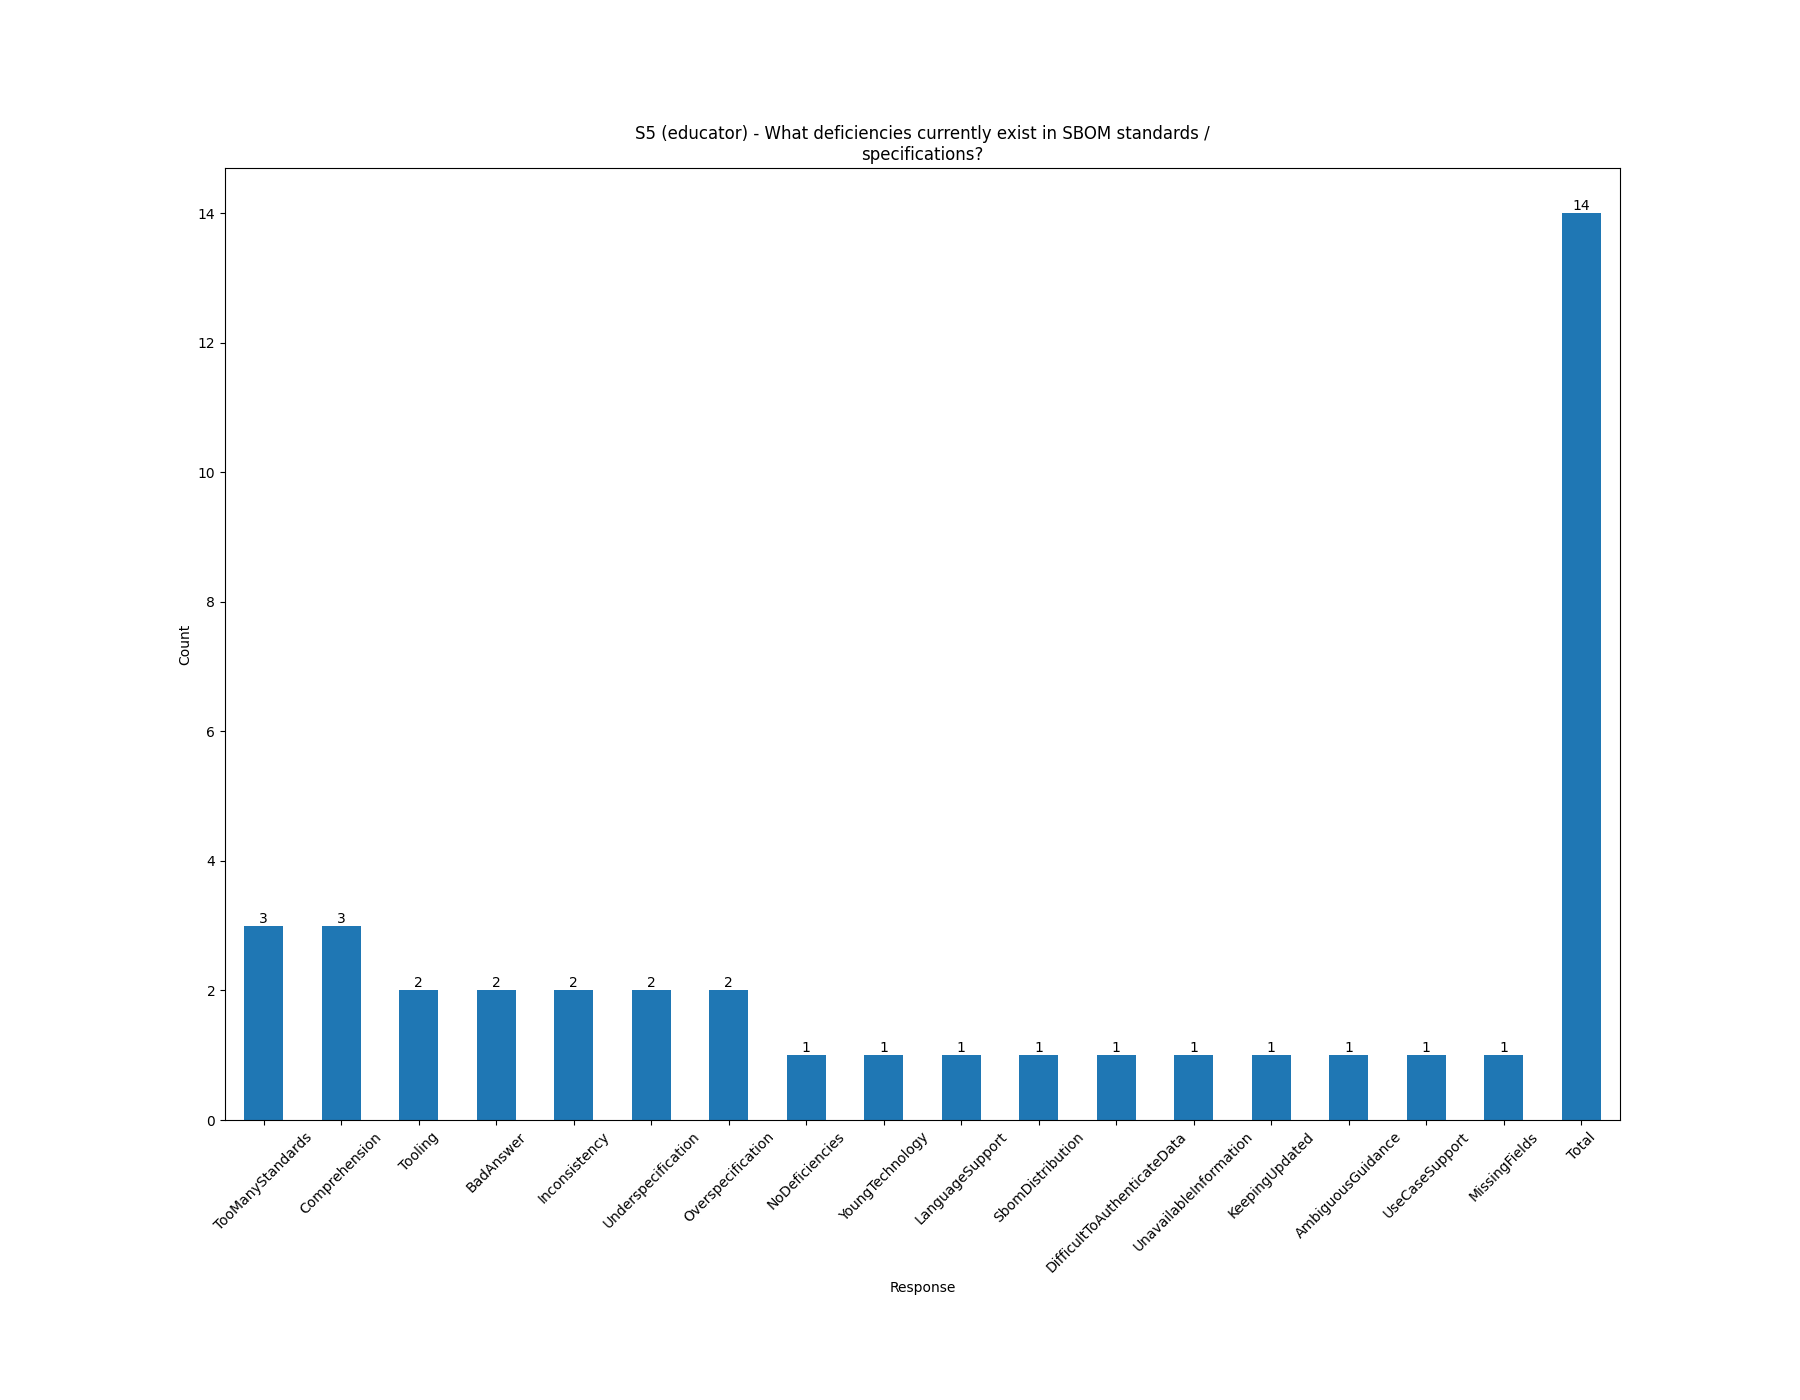 S5 (educator) - What deficiencies currently exist in SBOM standards /
specifications?
14
12
10
8
6
4
2
0
Count
3
3
2
2
2
2
2
1
1
1
1
1
1
1
1
1
1
14
TooManyStandards
Comprehension
Tooling
BadAnswer
Inconsistency
Underspecification
Overspecification
NoDeficiencies
YoungTechnology
LanguageSupport
SbomDistribution
DifficultToAuthenticateData
UnavailableInformation
KeepingUpdated
AmbiguousGuidance
UseCaseSupport
MissingFields
Total
Response